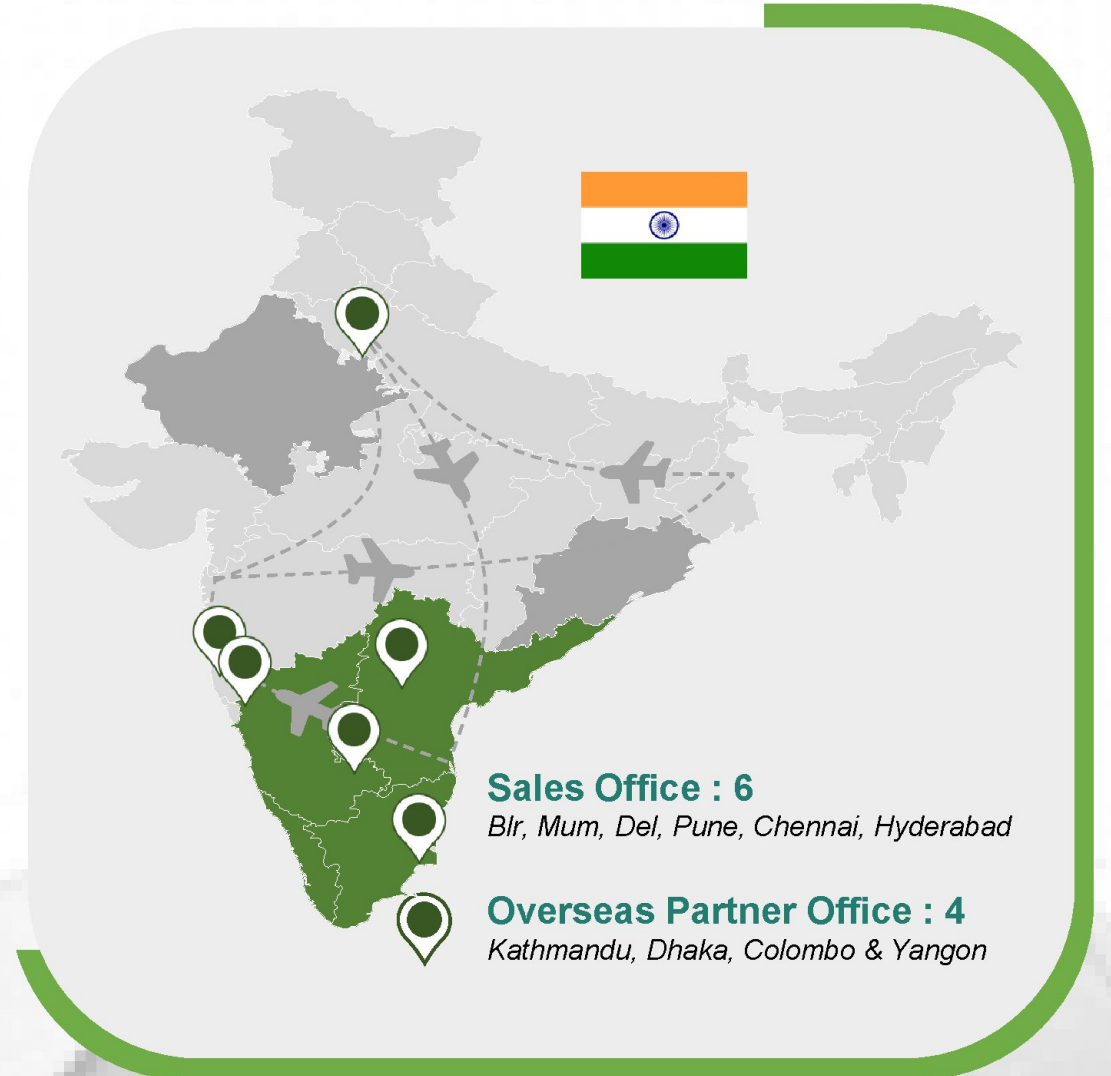 Sales Office : 6
Blr, Mum, Del, Pune, Chennai, Hyderabad
Overseas Partner Office : 4
Kathmandu, Dhaka, Colombo & Yangon